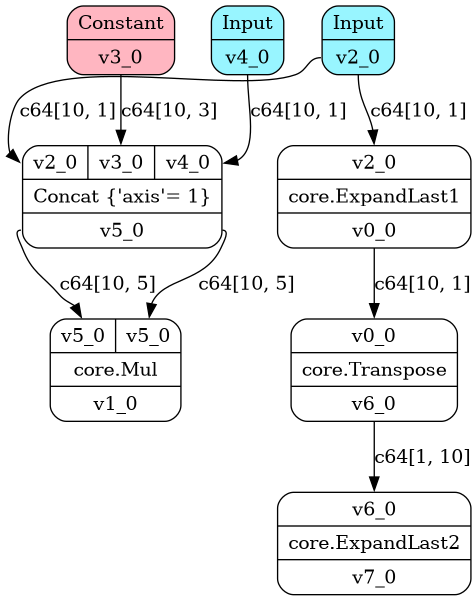 Constant
v3_0
Input
v4_0
Input
v2_0
c64[10, 1]
c64[10, 3]
c64[10, 1]
c64[10, 1]
v2_0 v3_0 v4_0
Concat {'axis'= 1}
v5_0
v2_0
core.ExpandLast1
v0_0
c64[10, 5]
c64[10, 5]
c64[10, 1]
v5_0 v5_0
core.Mul
v1_0
v0_0
core.Transpose
v6_0
c64[1, 10]
v6_0
core.ExpandLast2
v7_0